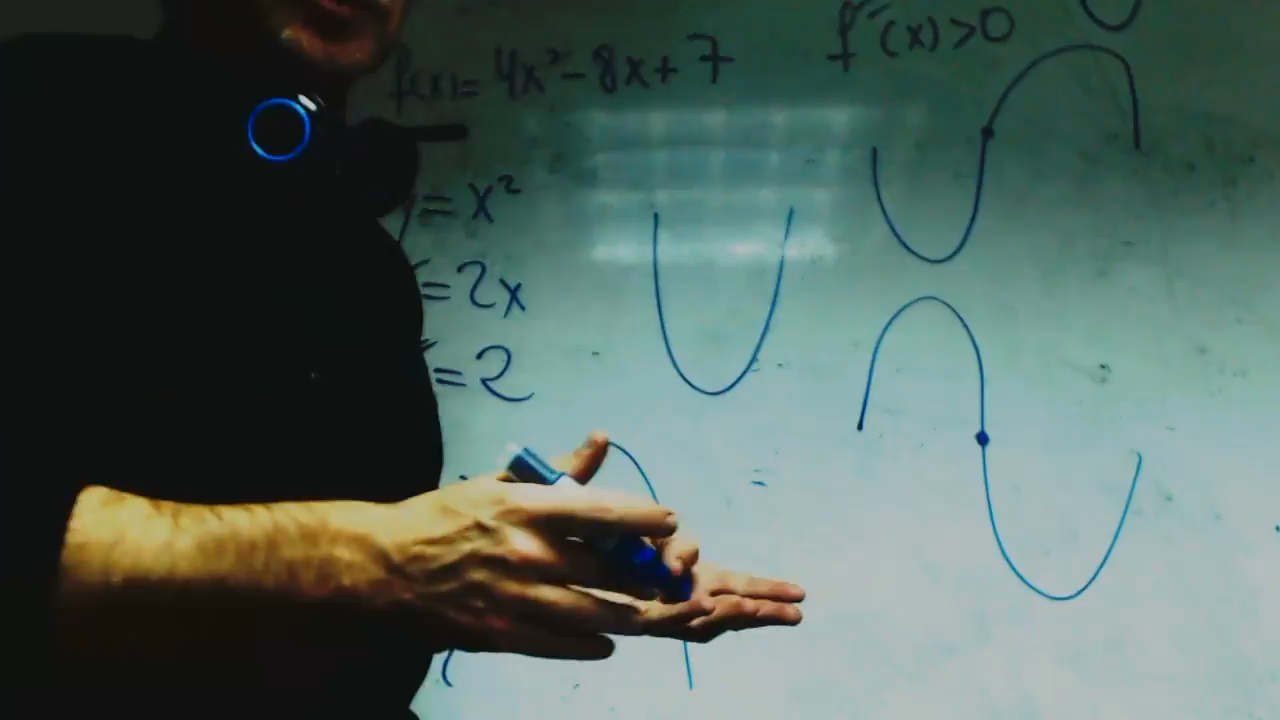 f(x)=4x²-8x+7
f''(x)>0
y=x²
=2x
=2